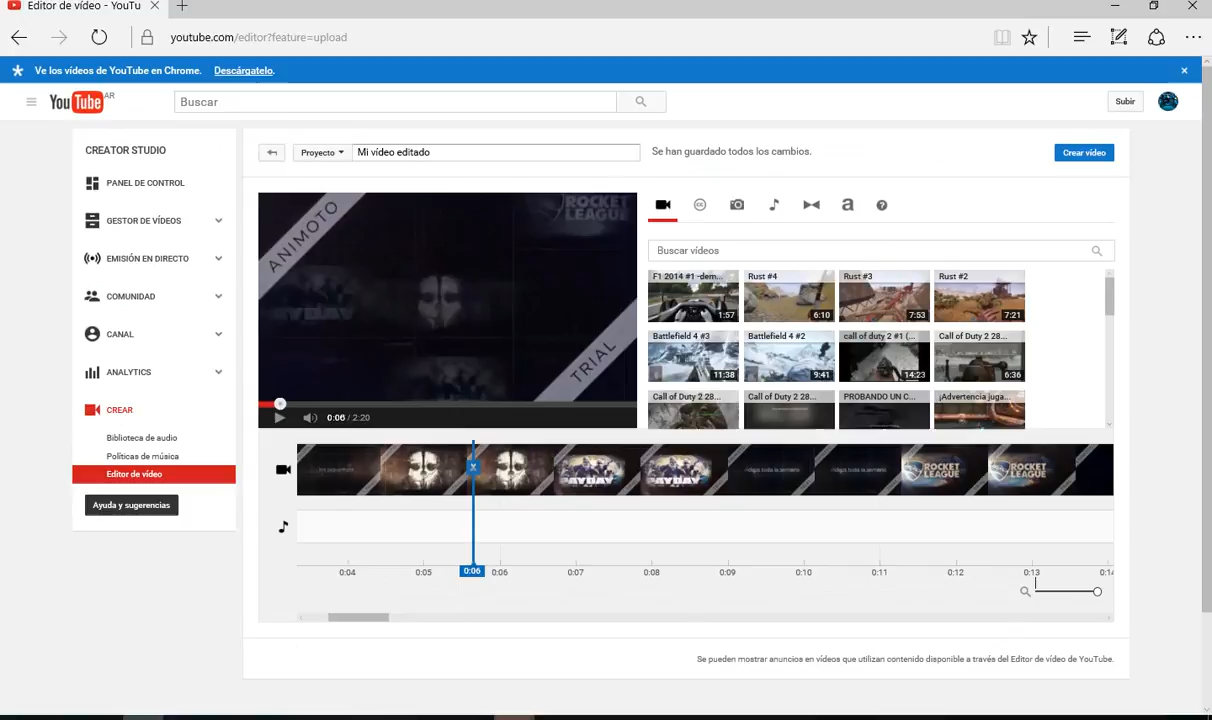 Editor de vídeo - YouTu
youtube.com/editor?feature=upload
Ve los vídeos de YouTube en Chrome. Descárgatelo.
YouTube AR
Buscar
Subir
CREATOR STUDIO
PANEL DE CONTROL
GESTOR DE VÍDEOS
EMISIÓN EN DIRECTO
COMUNIDAD
CANAL
ANALYTICS
CREAR
Biblioteca de audio
Políticas de música
Editor de vídeo
Ayuda y sugerencias
Proyecto
Mi vídeo editado
Se han guardado todos los cambios.
Crear vídeo
ANIMOTO
ROCKET
LEAGUE
TRIAL
0:06 / 2:20
Buscar vídeos
F1 2014 #1 -dem...
1:57
Rust #4
6:10
Rust #3
7:53
Rust #2
7:21
Battlefield 4 #3
11:38
Battlefield 4 #2
9:41
call of duty 2 #1 (...
14:23
Call of Duty 2 28...
6:36
Call of Duty 2 28...
Call of Duty 2 28...
PROBANDO UN C...
¡Advertencia juga...
PAYDAY
PAYDAY
ROCKET
LEAGUE
ROCKET
LEAGUE
0:04
0:05
0:06
0:06
0:07
0:08
0:09
0:10
0:11
0:12
0:13
0:14
Se pueden mostrar anuncios en vídeos que utilizan contenido disponible a través del Editor de vídeo de YouTube.